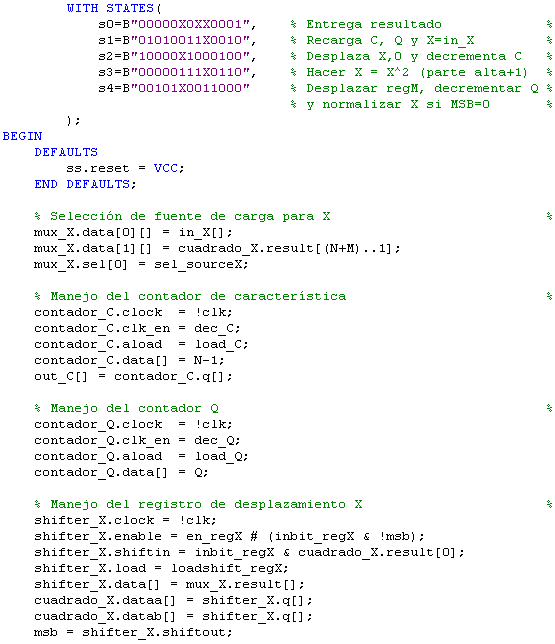 WITH STATES(
s0=B"00000X0XX0001", % Entrega resultado %
s1=B"01010011X0010", % Recarga C, Q y X=in_X %
s2=B"10000X1000100", % Desplaza X,0 y decrementa C %
s3=B"00000111X0110", % Hacer X = X^2 (parte alta+1) %
s4=B"00101X0011000" % Desplazar regM, decrementar Q %
% y normalizar X si MSB=0 %
);
BEGIN
DEFAULTS
ss.reset = VCC;
END DEFAULTS;
% Selección de fuente de carga para X %
mux_X.data[0][] = in_X[];
mux_X.data[1][] = cuadrado_X.result[(N+M)..1];
mux_X.sel[0] = sel_sourceX;
% Manejo del contador de característica %
contador_C.clock = !clk;
contador_C.clk_en = dec_C;
contador_C.aload = load_C;
contador_C.data[] = N-1;
out_C[] = contador_C.q[];
% Manejo del contador Q %
contador_Q.clock = !clk;
contador_Q.clk_en = dec_Q;
contador_Q.aload = load_Q;
contador_Q.data[] = Q;
% Manejo del registro de desplazamiento X %
shifter_X.clock = !clk;
shifter_X.enable = en_regX # (inbit_regX & !msb);
shifter_X.shiftin = inbit_regX & cuadrado_X.result[0];
shifter_X.load = loadshift_regX;
shifter_X.data[] = mux_X.result[];
cuadrado_X.dataa[] = shifter_X.q[];
cuadrado_X.datab[] = shifter_X.q[];
msb = shifter_X.shiftout;